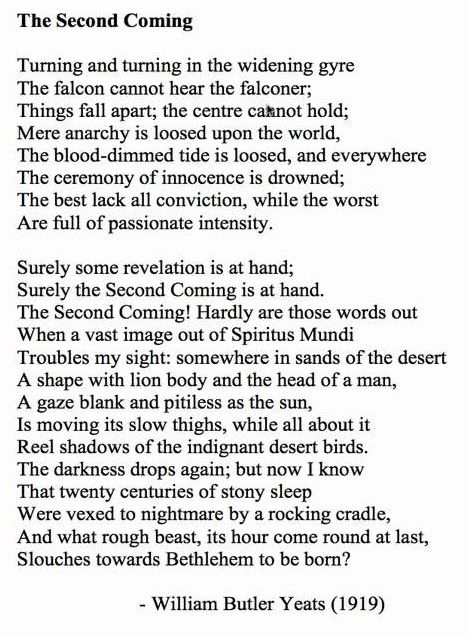 The Second Coming
Turning and turning in the widening gyre
The falcon cannot hear the falconer;
Things fall apart; the centre cannot hold;
Mere anarchy is loosed upon the world,
The blood-dimmed tide is loosed, and everywhere
The ceremony of innocence is drowned;
The best lack all conviction, while the worst
Are full of passionate intensity.
Surely some revelation is at hand;
Surely the Second Coming is at hand.
The Second Coming! Hardly are those words out
When a vast image out of Spiritus Mundi
Troubles my sight: somewhere in sands of the desert
A shape with lion body and the head of a man,
A gaze blank and pitiless as the sun,
Is moving its slow thighs, while all about it
Reel shadows of the indignant desert birds.
The darkness drops again; but now I know
That twenty centuries of stony sleep
Were vexed to nightmare by a rocking cradle,
And what rough beast, its hour come round at last,
Slouches towards Bethlehem to be born?
- William Butler Yeats (1919)